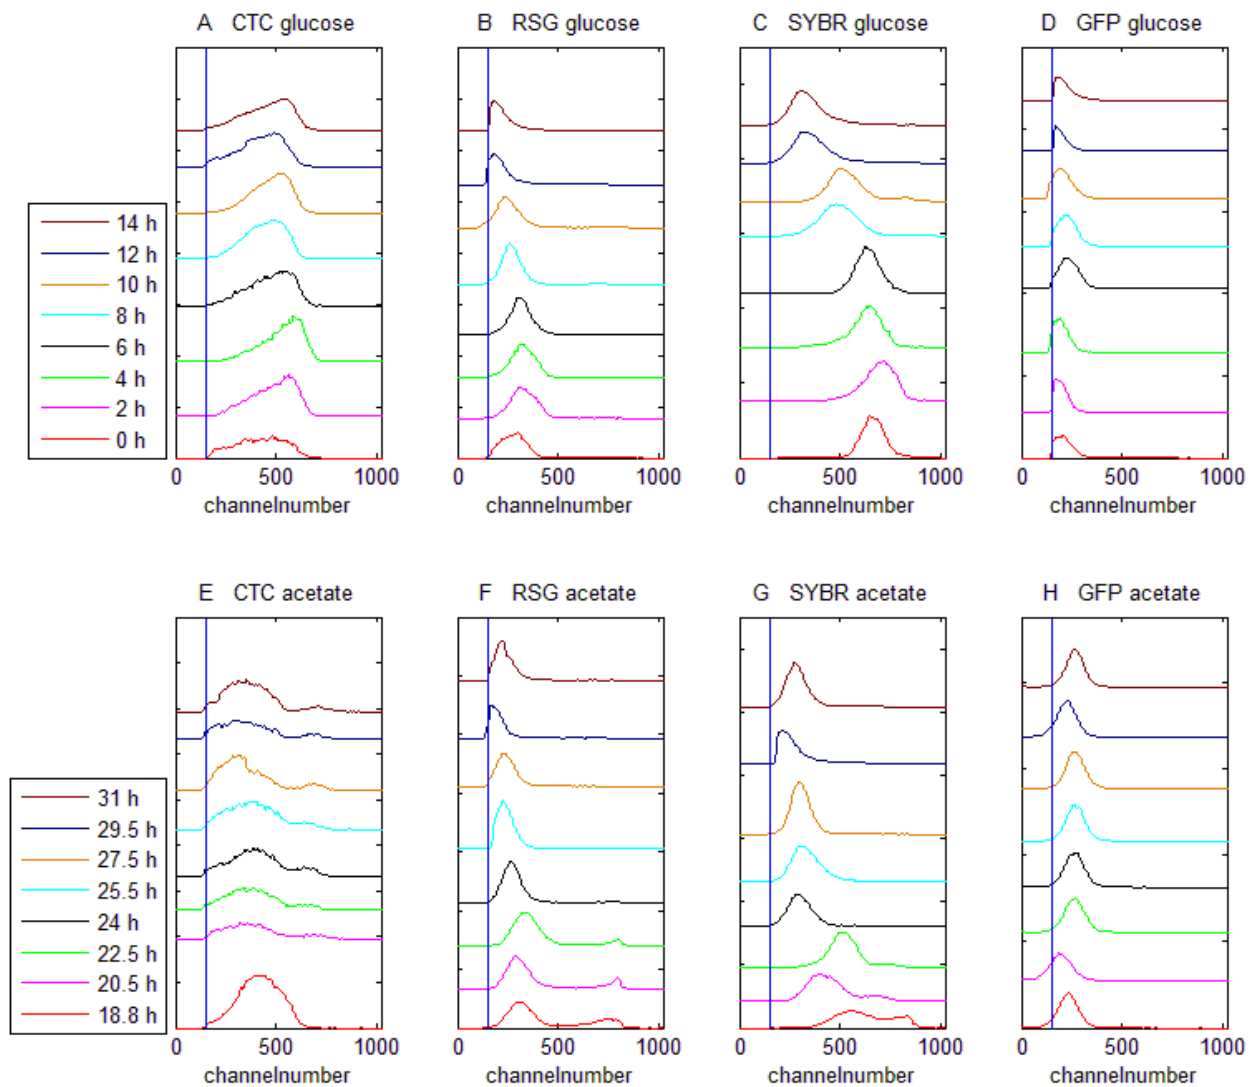 A CTC glucose
B RSG glucose
C SYBR glucose
D GFP glucose
14 h
12 h
10 h
8 h
6 h
4 h
2 h
0 h
0 500 1000
0 500 1000
0 500 1000
0 500 1000
channelnumber
channelnumber
channelnumber
channelnumber
E CTC acetate
F RSG acetate
G SYBR acetate
H GFP acetate
31 h
29.5 h
27.5 h
25.5 h
24 h
22.5 h
20.5 h
18.8 h
0 500 1000
0 500 1000
0 500 1000
0 500 1000
channelnumber
channelnumber
channelnumber
channelnumber